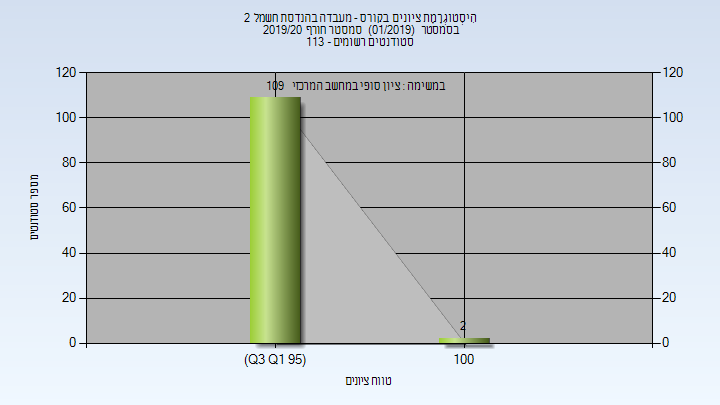 היסטוגרמת ציונים בקורס - מעבדה בהנדסת חשמל 2
בסמסטר (01/2019) סמסטר חורף 2019/20
סטודנטים רשומים - 113
במשימה : ציון סופי במחשב המרכזי
109
2
120
100
80
60
40
20
0
120
100
80
60
40
20
0
מספר סטודנטים
(Q3 Q1 95)
100
טווח ציונים